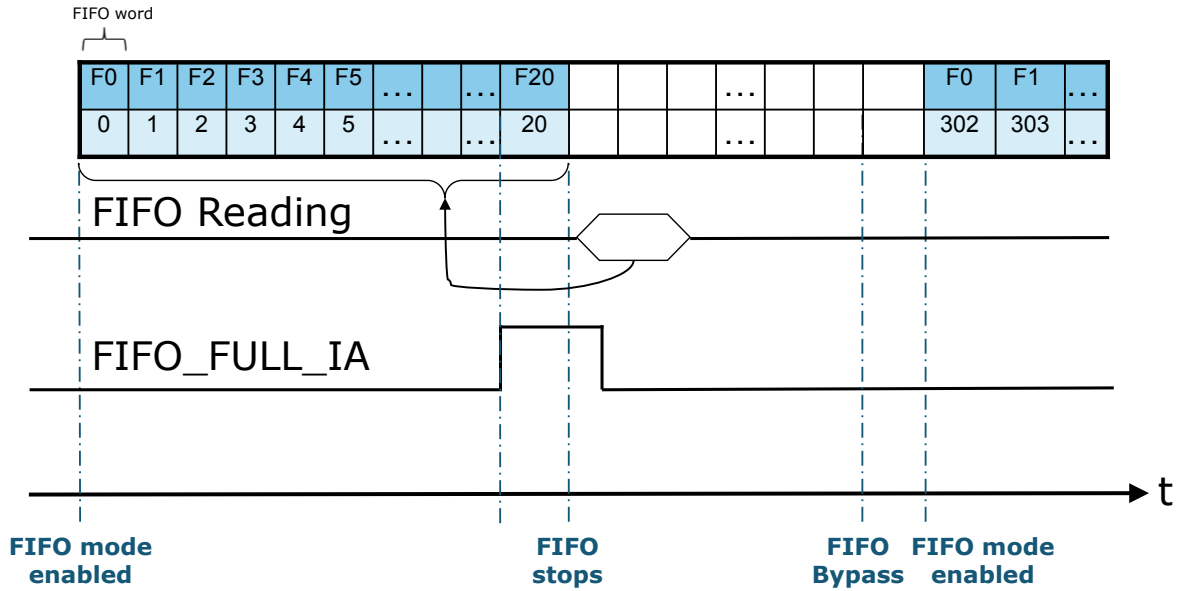 FIFO word
F0 F1 F2 F3 F4 F5 ... ... F20 ... F0 F1 ...
0 1 2 3 4 5 ... ... 20 ... 302 303 ...
FIFO Reading
FIFO_FULL_IA
t
FIFO mode enabled
FIFO stops
FIFO Bypass
FIFO mode enabled